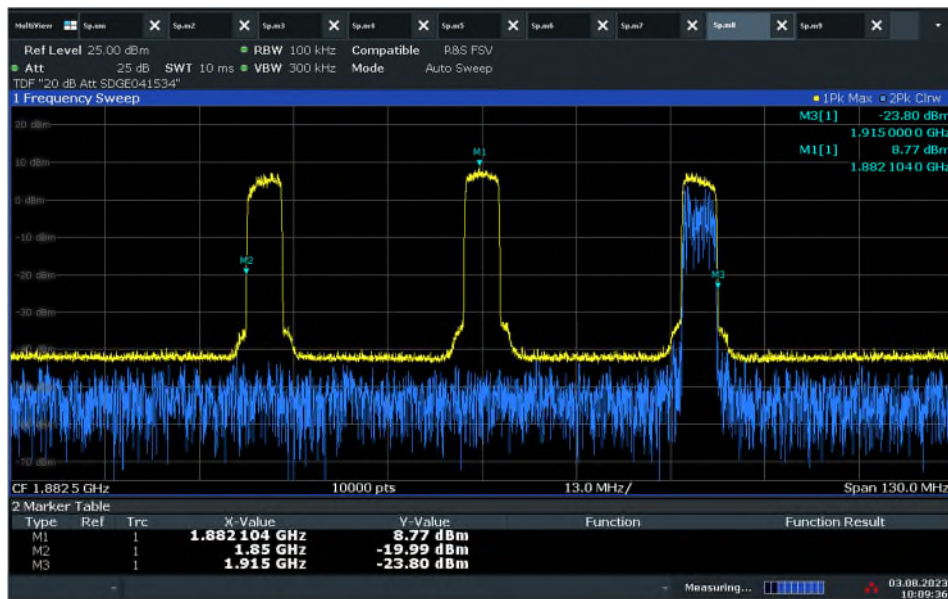 MultiView Sp.em Sp.m2 Sp.m3 Sp.m4 Sp.m5 Sp.m6 Sp.m7 Sp.m8 Sp.m9
Ref Level 25.00 dBm RBW 100 kHz Compatible R&S FSV
Att 25 dB SWT 10 ms VBW 300 kHz Mode Auto Sweep
TDF "20 dB Att SDGE041534"
1 Frequency Sweep 1Pk Max 2Pk Clrw
M3[1] -23.80 dBm
1.915 000 0 GHz
M1[1] 8.77 dBm
1.882 104 0 GHz
20 dBm
M1
10 dBm
0 dBm
-10 dBm
M2
-20 dBm
M3
-30 dBm
-70 dBm
CF 1.882 5 GHz 10000 pts 13.0 MHz/ Span 130.0 MHz
2 Marker Table
Type Ref Trc X-Value Y-Value Function Function Result
M1 1 1.882 104 GHz 8.77 dBm
M2 1 1.85 GHz -19.99 dBm
M3 1 1.915 GHz -23.80 dBm
Measuring... 03.08.2023
10:09:36